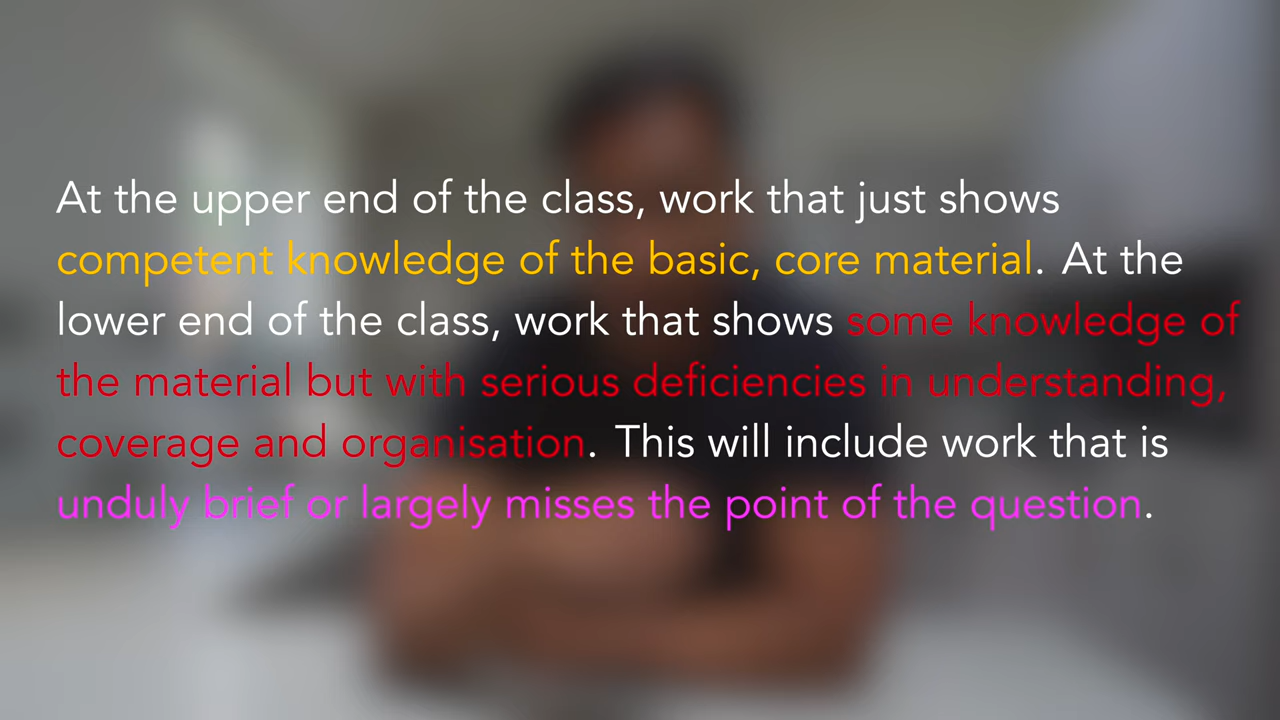 At the upper end of the class, work that just shows
competent knowledge of the basic, core material. At the
lower end of the class, work that shows some knowledge of
the material but with serious deficiencies in understanding,
coverage and organisation. This will include work that is
unduly brief or largely misses the point of the question.